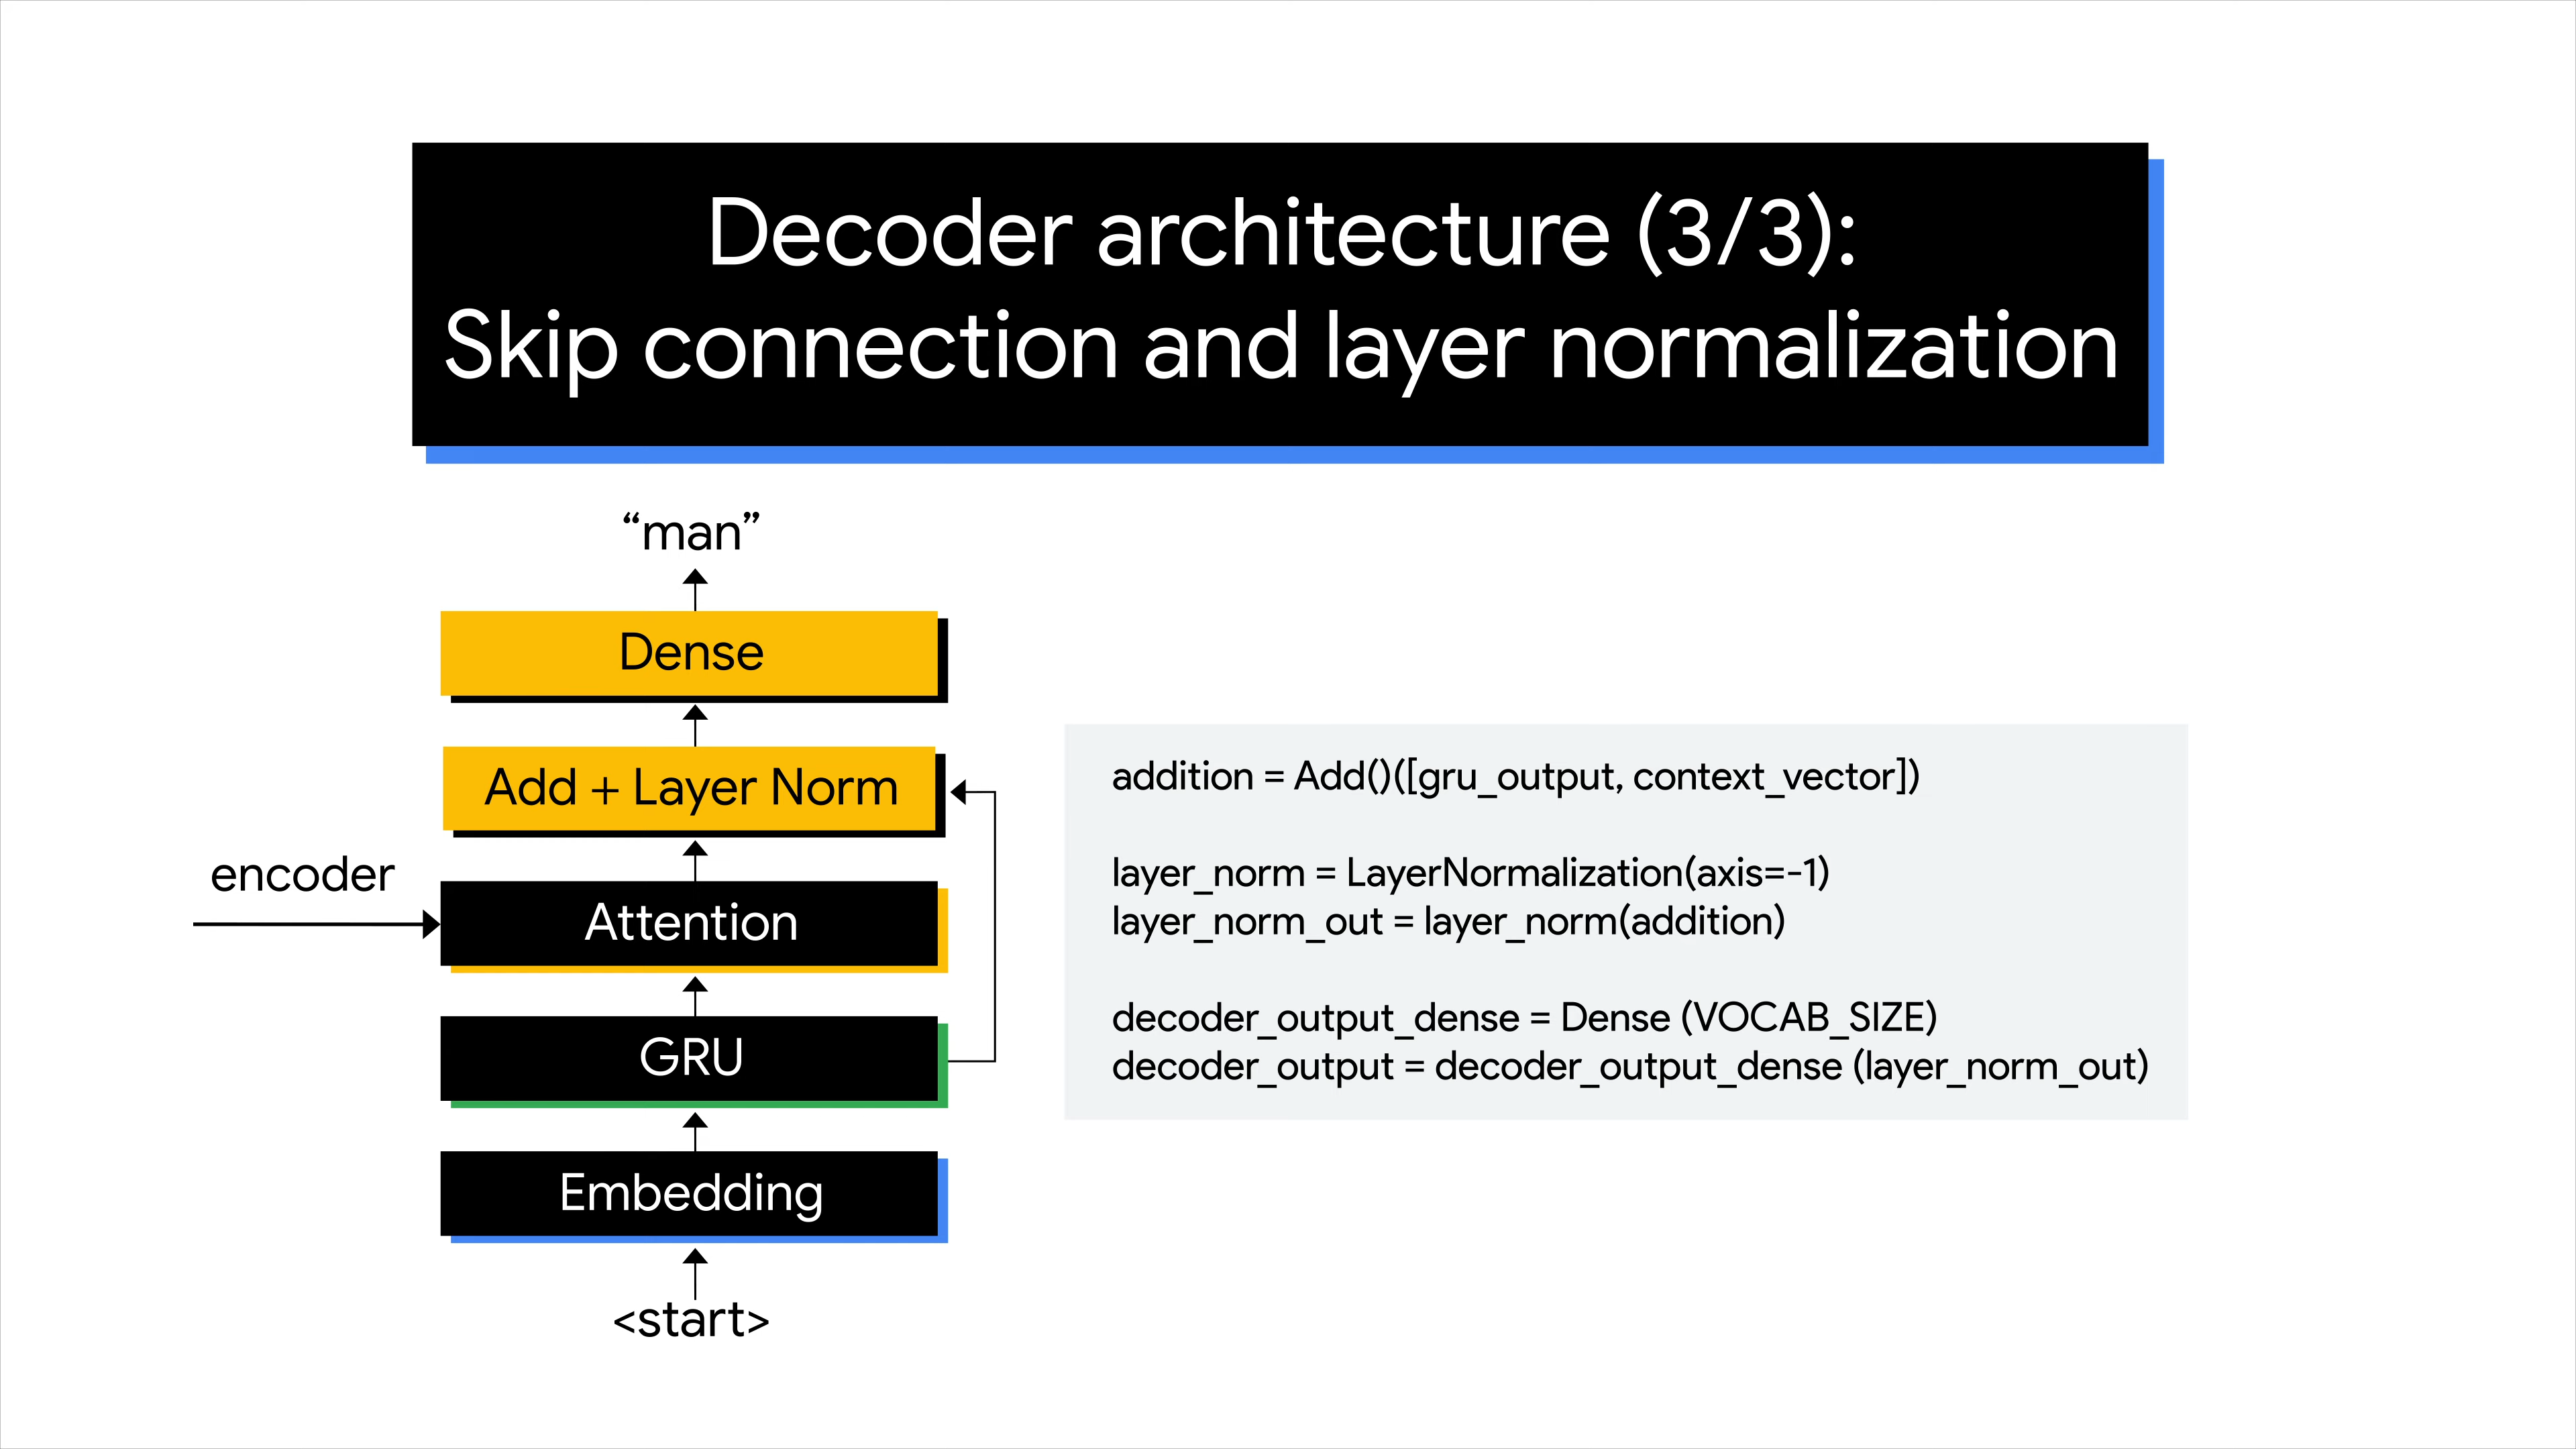 Decoder architecture (3/3):
Skip connection and layer normalization
“man”
Dense
Add + Layer Norm
encoder
Attention
GRU
Embedding
<start>
addition = Add()([gru_output, context_vector])
layer_norm = LayerNormalization(axis=-1)
layer_norm_out = layer_norm(addition)
decoder_output_dense = Dense (VOCAB_SIZE)
decoder_output = decoder_output_dense (layer_norm_out)